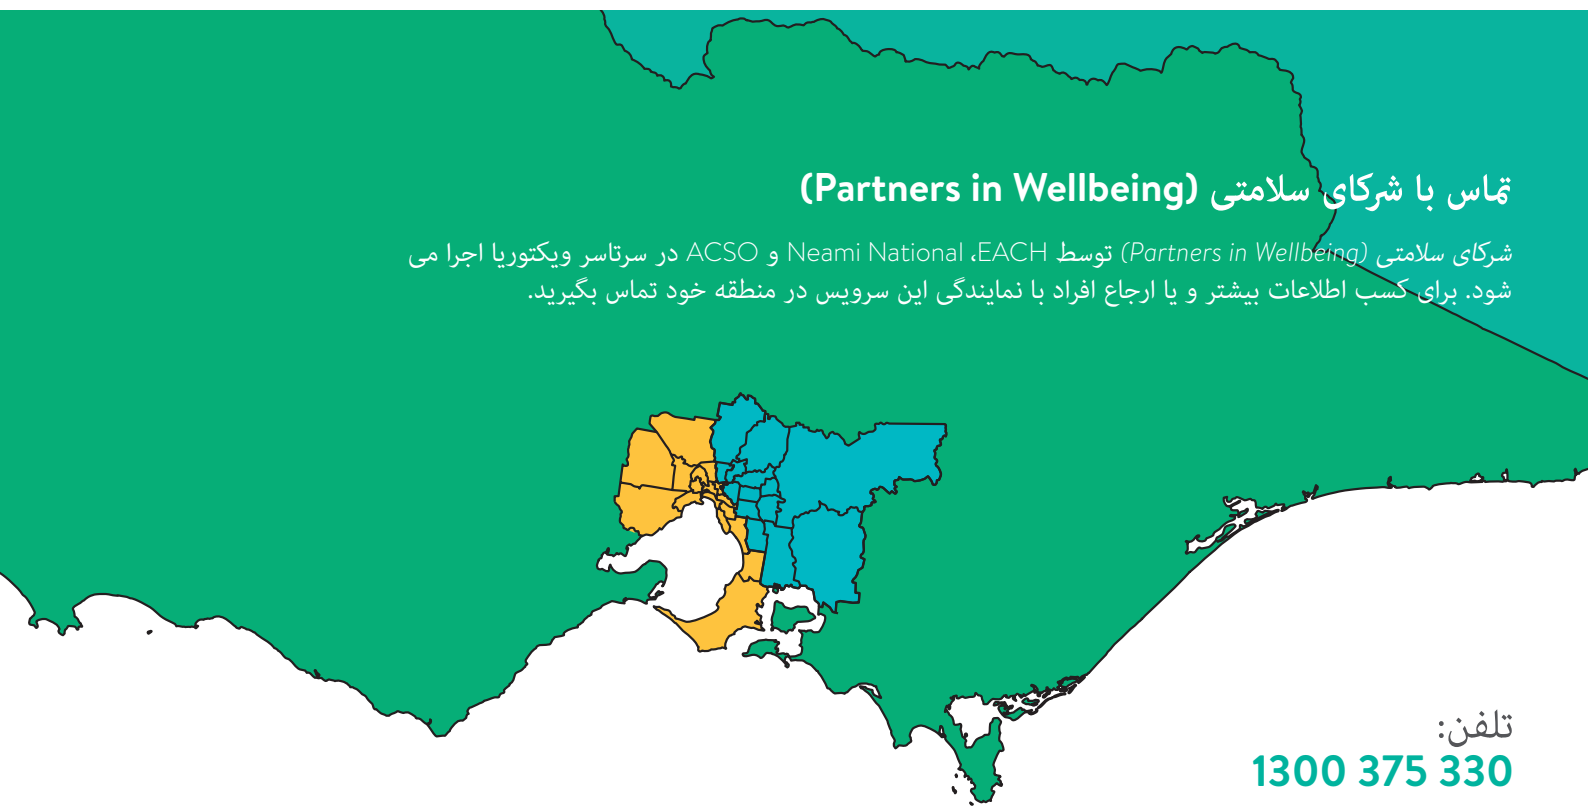 تماس با شرکای سلامتی (Partners in Wellbeing)
شرکای سلامتی (Partners in Wellbeing) توسط EACH، Neami National و ACSO در سرتاسر ویکتوریا اجرا می
شود. برای کسب اطلاعات بیشتر و یا ارجاع افراد با نمایندگی این سرویس در منطقه خود تماس بگیرید.
تلفن:
1300 375 330